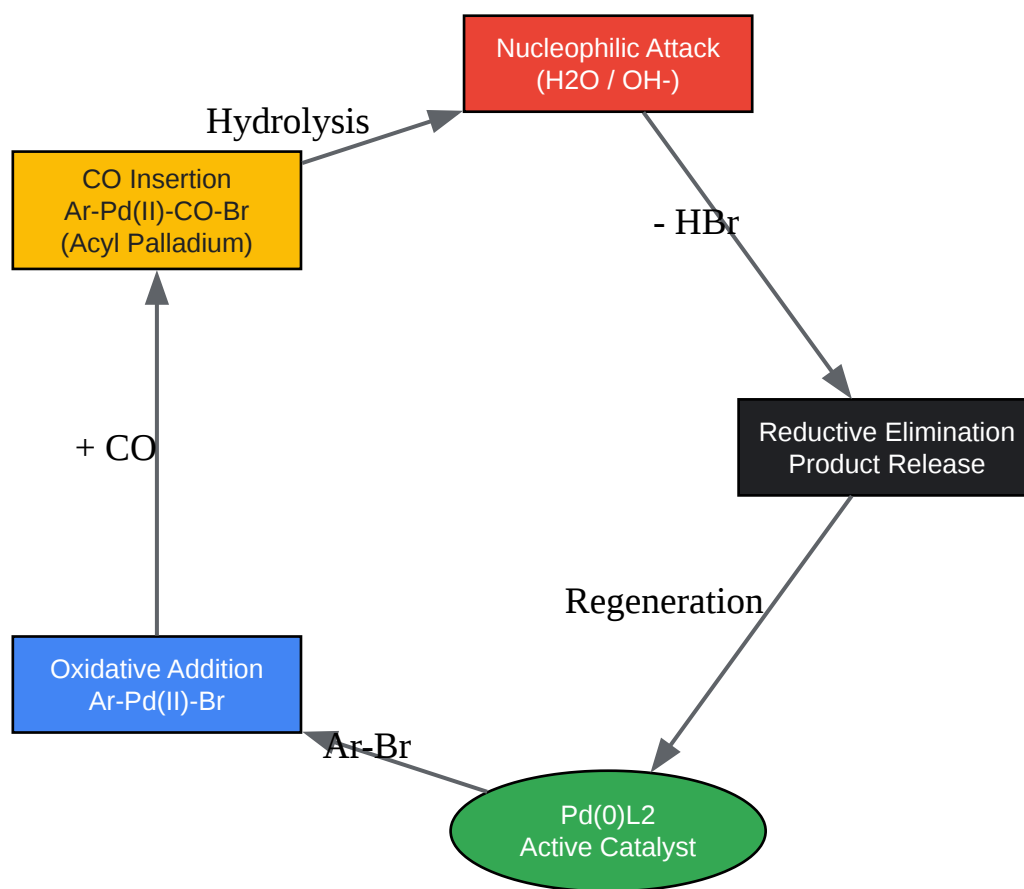 Nucleophilic Attack
(H2O / OH-)
Hydrolysis
CO Insertion
Ar-Pd(II)-CO-Br
(Acyl Palladium)
- HBr
Reductive Elimination
Product Release
+ CO
Regeneration
Oxidative Addition
Ar-Pd(II)-Br
Ar-Br
Pd(0)L2
Active Catalyst